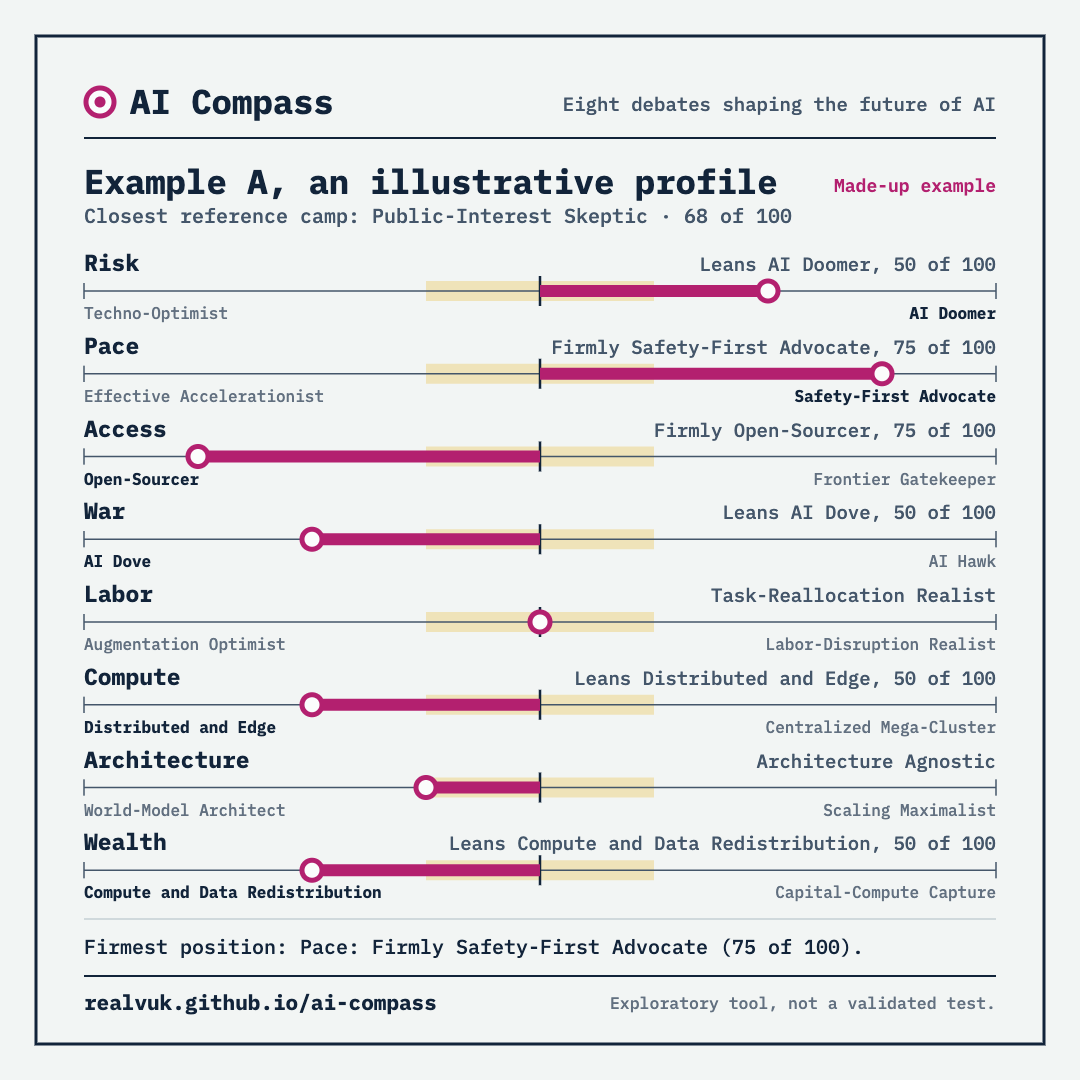 AI Compass
Eight debates shaping the future of AI
Example A, an illustrative profile
Made-up example
Closest reference camp: Public-Interest Skeptic · 68 of 100
Risk
Leans AI Doomer, 50 of 100
Techno-Optimist
AI Doomer
Pace
Firmly Safety-First Advocate, 75 of 100
Effective Accelerationist
Safety-First Advocate
Access
Firmly Open-Sourcer, 75 of 100
Open-Sourcer
Frontier Gatekeeper
War
Leans AI Dove, 50 of 100
AI Dove
AI Hawk
Labor
Task-Reallocation Realist
Augmentation Optimist
Labor-Disruption Realist
Compute
Leans Distributed and Edge, 50 of 100
Distributed and Edge
Centralized Mega-Cluster
Architecture
Architecture Agnostic
World-Model Architect
Scaling Maximalist
Wealth
Leans Compute and Data Redistribution, 50 of 100
Compute and Data Redistribution
Capital-Compute Capture
Firmest position: Pace: Firmly Safety-First Advocate (75 of 100).
realvuk.github.io/ai-compass
Exploratory tool, not a validated test.